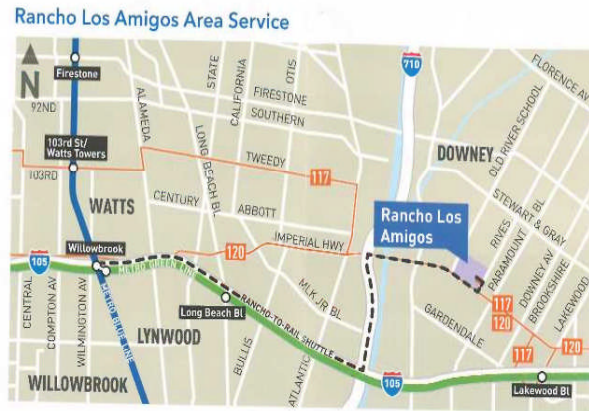 Rancho Los Amigos Area Service
N
Firestone
92ND
103rd St/
Watts Towers
103RD
WATTS
ALAMEDA
LONG BEACH BL
STATE
CALIFORNIA
OTIS
FIRESTONE
SOUTHERN
TWEEDY
117
CENTURY
ABBOTT
IMPERIAL HWY
120
710
DOWNEY
FLORENCE AV
OLD RIVER SCHOOL
STEWART & GRAY
RIVES
PARAMOUNT
DOWNEY AV
BROOKSHIRE
LAKEWOOD
Rancho Los
Amigos
GARDENDALE
117
120
117
120
Willowbrook
105
METRO GREEN LINE
METRO BLUE LINE
CENTRAL
COMPTON AV
WILMINGTON AV
LYNWOOD
WILLOWBROOK
Long Beach Bl
RANCHO-TO-RAIL SHUTTLE
MLK JR BL
BULLIS
ATLANTIC
105
Lakewood Bl